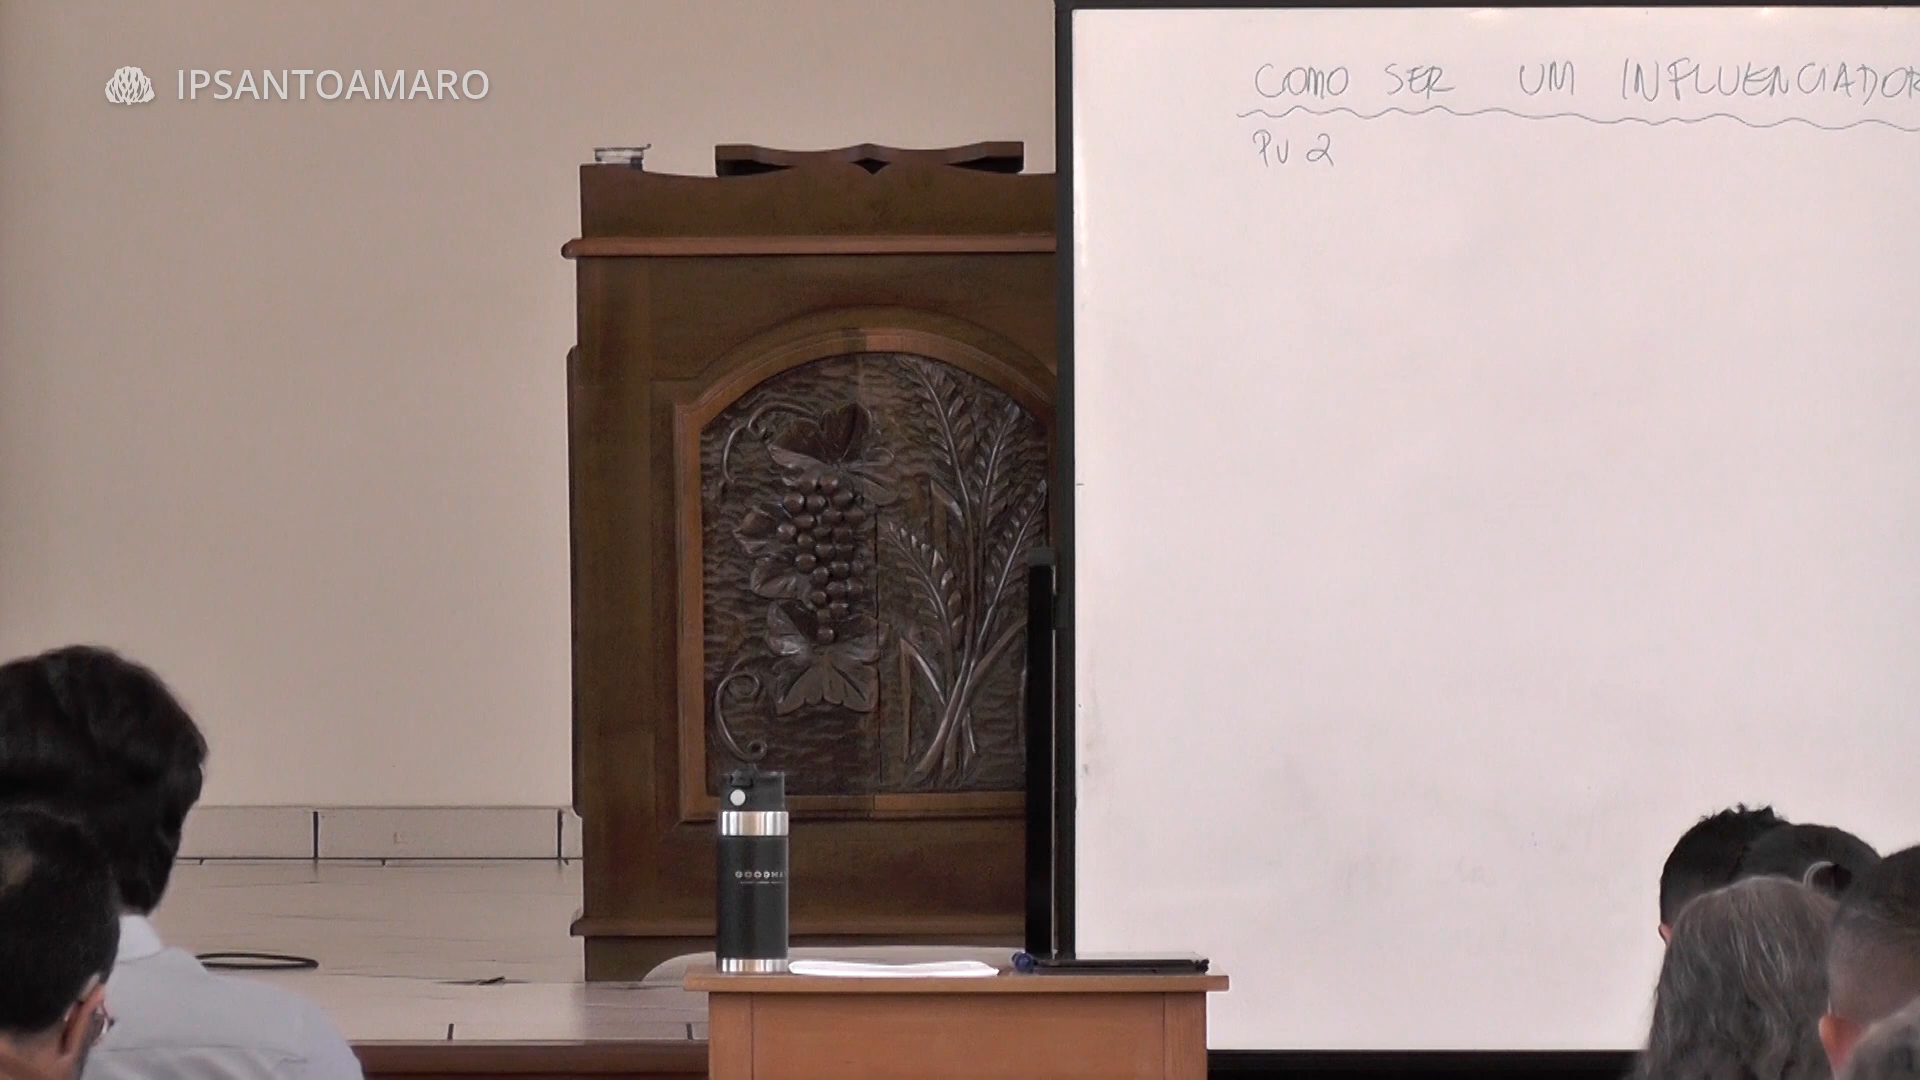 IPSANTOAMARO
COMO SER UM INFLUENCIADOR
Pv 2